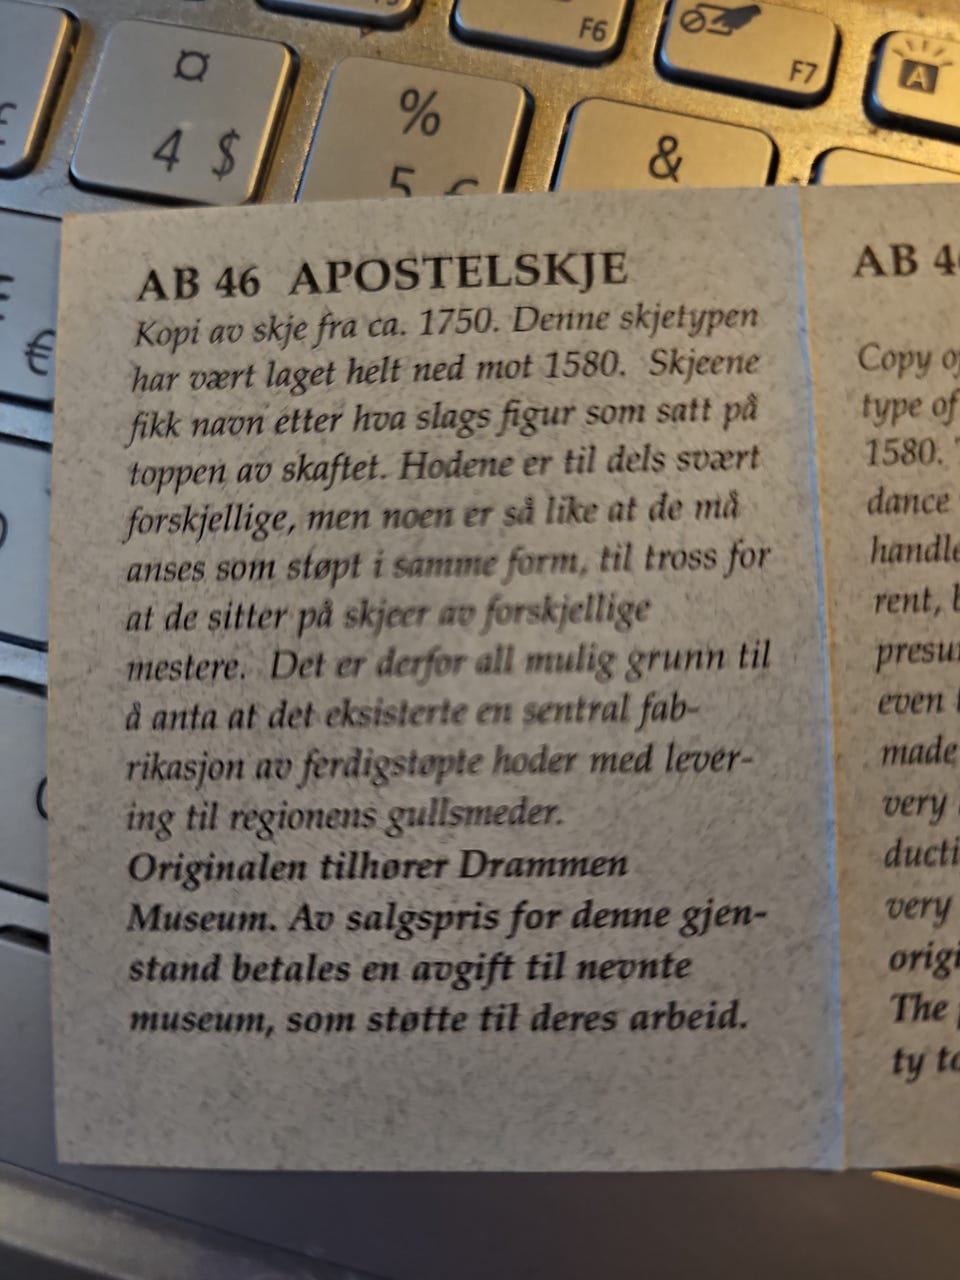 F6
F7
A
¤
4 $
%
5 €
&
€
AB 46 APOSTELSKJE
Kopi av skje fra ca. 1750. Denne skjetypen
har vært laget helt ned mot 1580. Skjeene
fikk navn etter hva slags figur som satt på
toppen av skaftet. Hodene er til dels svært
forskjellige, men noen er så like at de må
anses som støpt i samme form, til tross for
at de sitter på skjeer av forskjellige
mestere. Det er derfor all mulig grunn til
å anta at det eksisterte en sentral fab-
rikasjon av ferdigstøpte hoder med lever-
ing til regionens gullsmeder.
Originalen tilhører Drammen
Museum. Av salgspris for denne gjen-
stand betales en avgift til nevnte
museum, som støtte til deres arbeid.
AB 4
Copy o
type of
1580.
dance
handle
rent, b
presu
even
made
very
ducti
very
origi
The
ty to